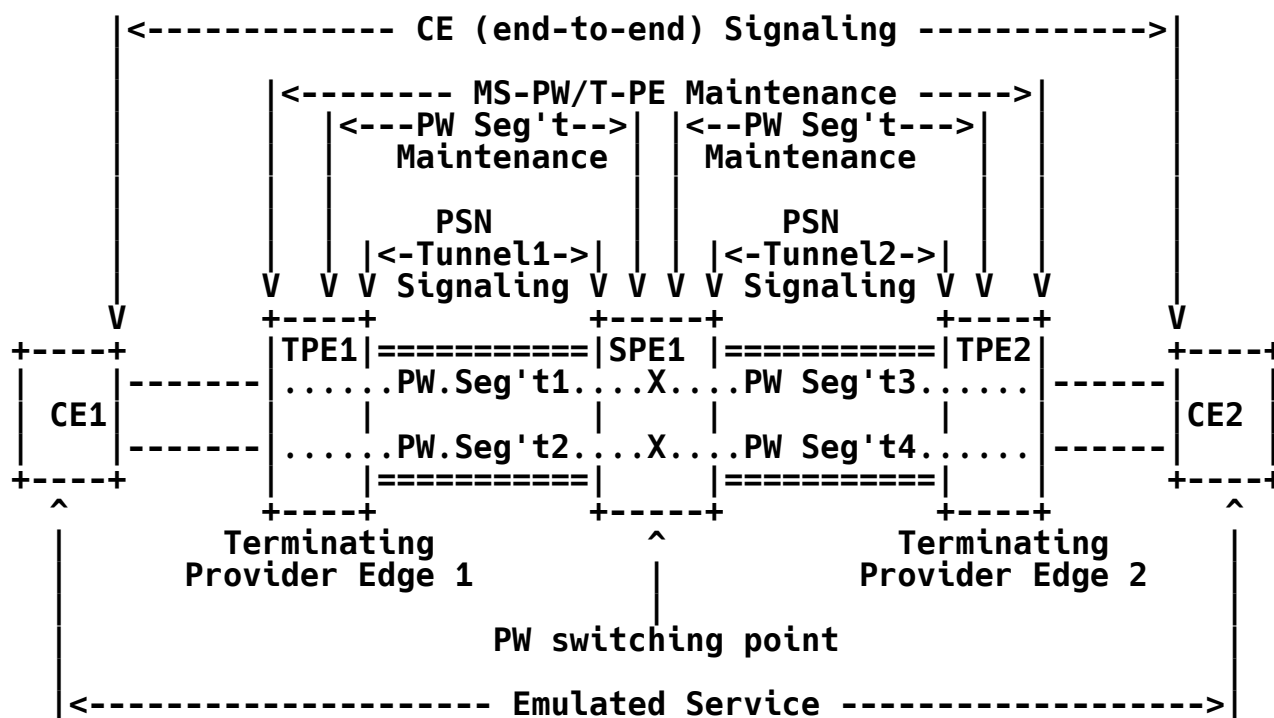 |<------------- CE (end-to-end) Signaling ------------>|
|<-------- MS-PW/T-PE Maintenance ----->|
|<---PW Seg't-->| |<--PW Seg't--->|
Maintenance | | Maintenance
PSN PSN
|<-Tunnel1->| |<-Tunnel2->|
V V V Signaling V V V V Signaling V V V
V +----+ +-----+ +----+ V
+----+ |TPE1|===========|SPE1 |===========|TPE2| +----+
| |-------|......PW.Seg't1....X....PW Seg't3......|------| |
| CE1| | | | | | | |CE2 |
| |-------|......PW.Seg't2....X....PW Seg't4......|------| |
+----+ | |===========| |===========| | +----+
^ +----+ +-----+ +----+ ^
| Terminating ^ Terminating |
| Provider Edge 1 | Provider Edge 2 |
| | |
| PW switching point |
| |
|<--------------------- Emulated Service ------------------->|